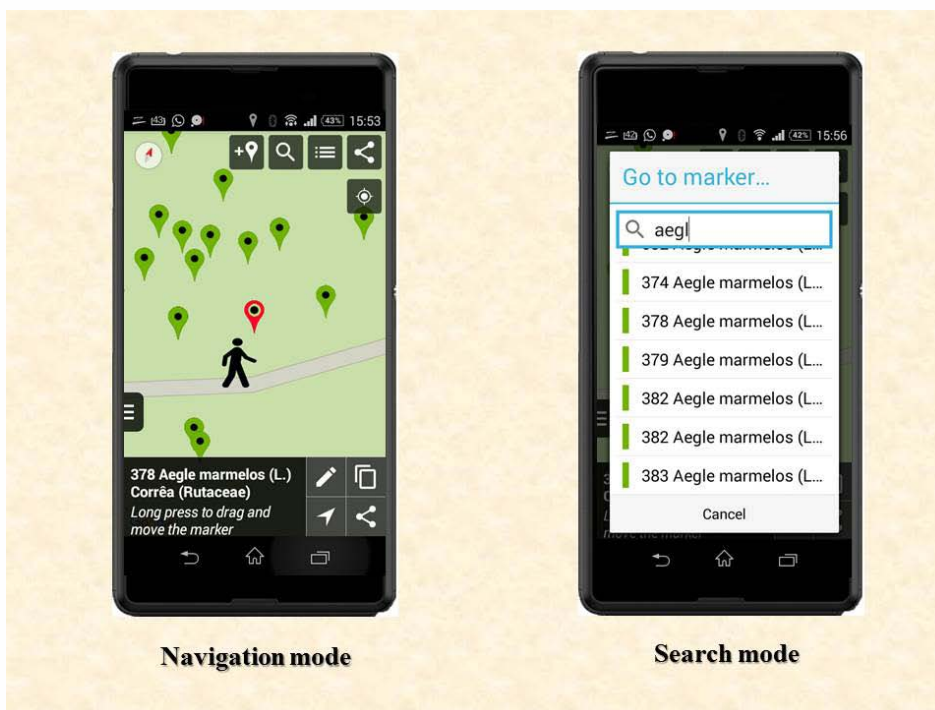 43% 15:53
378 Aegle marmelos (L.)
Corrêa (Rutaceae)
Long press to drag and
move the marker
Navigation mode
42% 15:56
Go to marker...
aegl
374 Aegle marmelos (L...
378 Aegle marmelos (L...
379 Aegle marmelos (L...
382 Aegle marmelos (L...
382 Aegle marmelos (L...
383 Aegle marmelos (L...
Cancel
Search mode